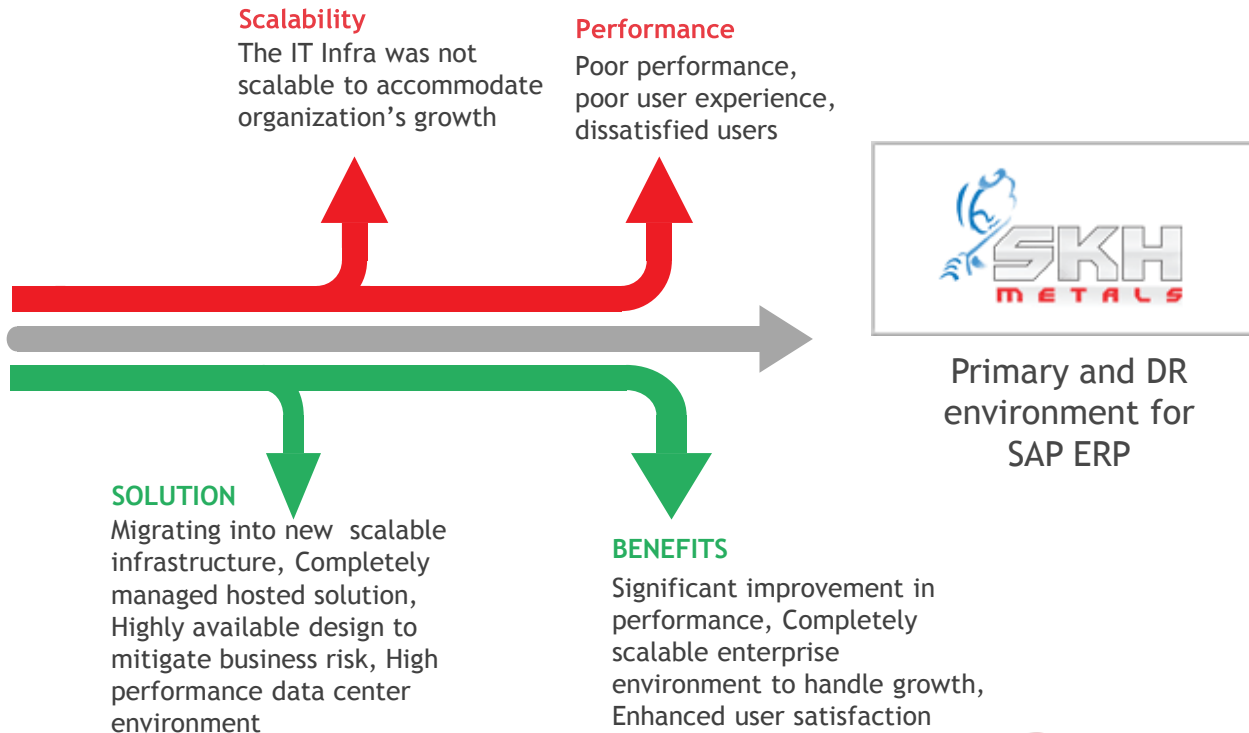 Scalability
The IT Infra was not
scalable to accommodate
organization's growth
Performance
Poor performance,
poor user experience,
dissatisfied users
SKH
METALS
Primary and DR
environment for
SAP ERP
SOLUTION
Migrating into new scalable
infrastructure, Completely
managed hosted solution,
Highly available design to
mitigate business risk, High
performance data center
environment
BENEFITS
Significant improvement in
performance, Completely
scalable enterprise
environment to handle growth,
Enhanced user satisfaction